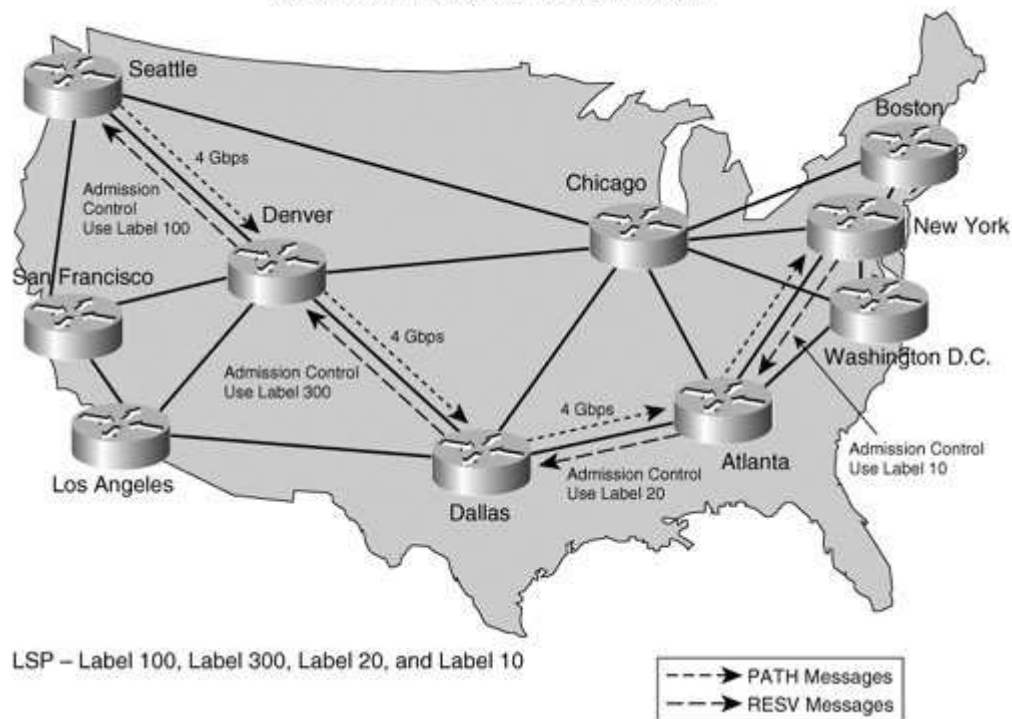 Seattle
Boston
4 Gbps
Chicago
Admission
Control
Use Label 100
Denver
New York
San Francisco
4 Gbps
Washington D.C.
Admission Control
Use Label 300
4 Gbps
Admission Control
Use Label 10
Atlanta
Los Angeles
Admission Control
Use Label 20
Dallas
LSP – Label 100, Label 300, Label 20, and Label 10
PATH Messages
RESV Messages